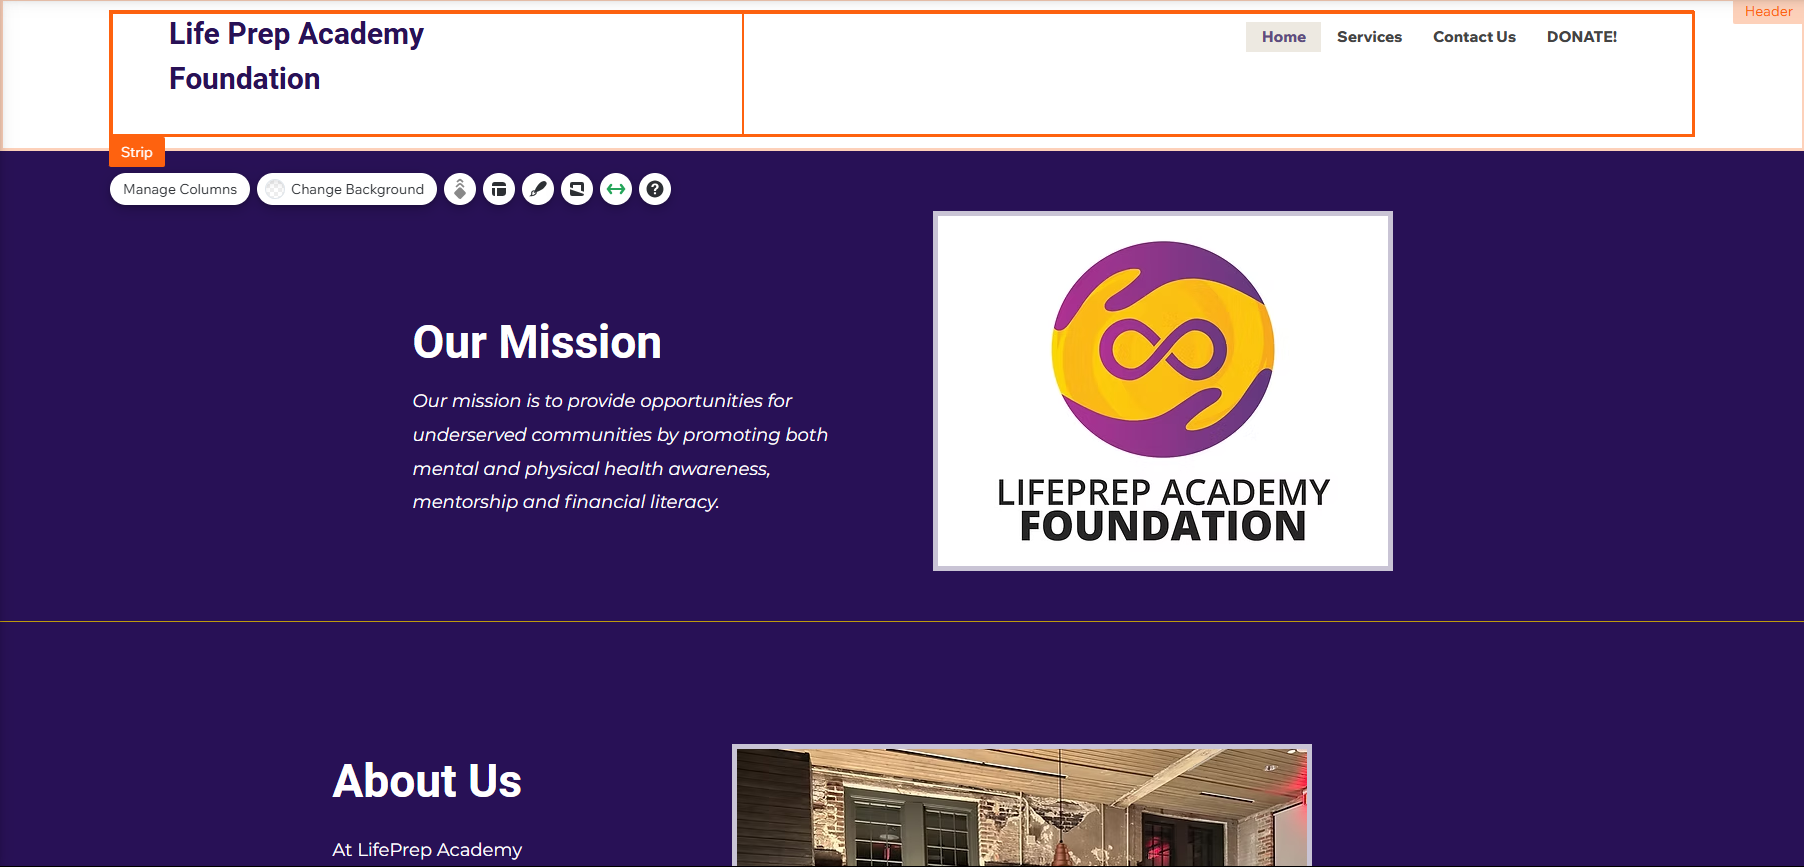 Header
Life Prep Academy
Foundation
Home Services Contact Us DONATE!
Strip
Manage Columns Change Background ?
Our Mission
Our mission is to provide opportunities for
underserved communities by promoting both
mental and physical health awareness,
mentorship and financial literacy.
LIFEPREP ACADEMY
FOUNDATION
About Us
At LifePrep Academy